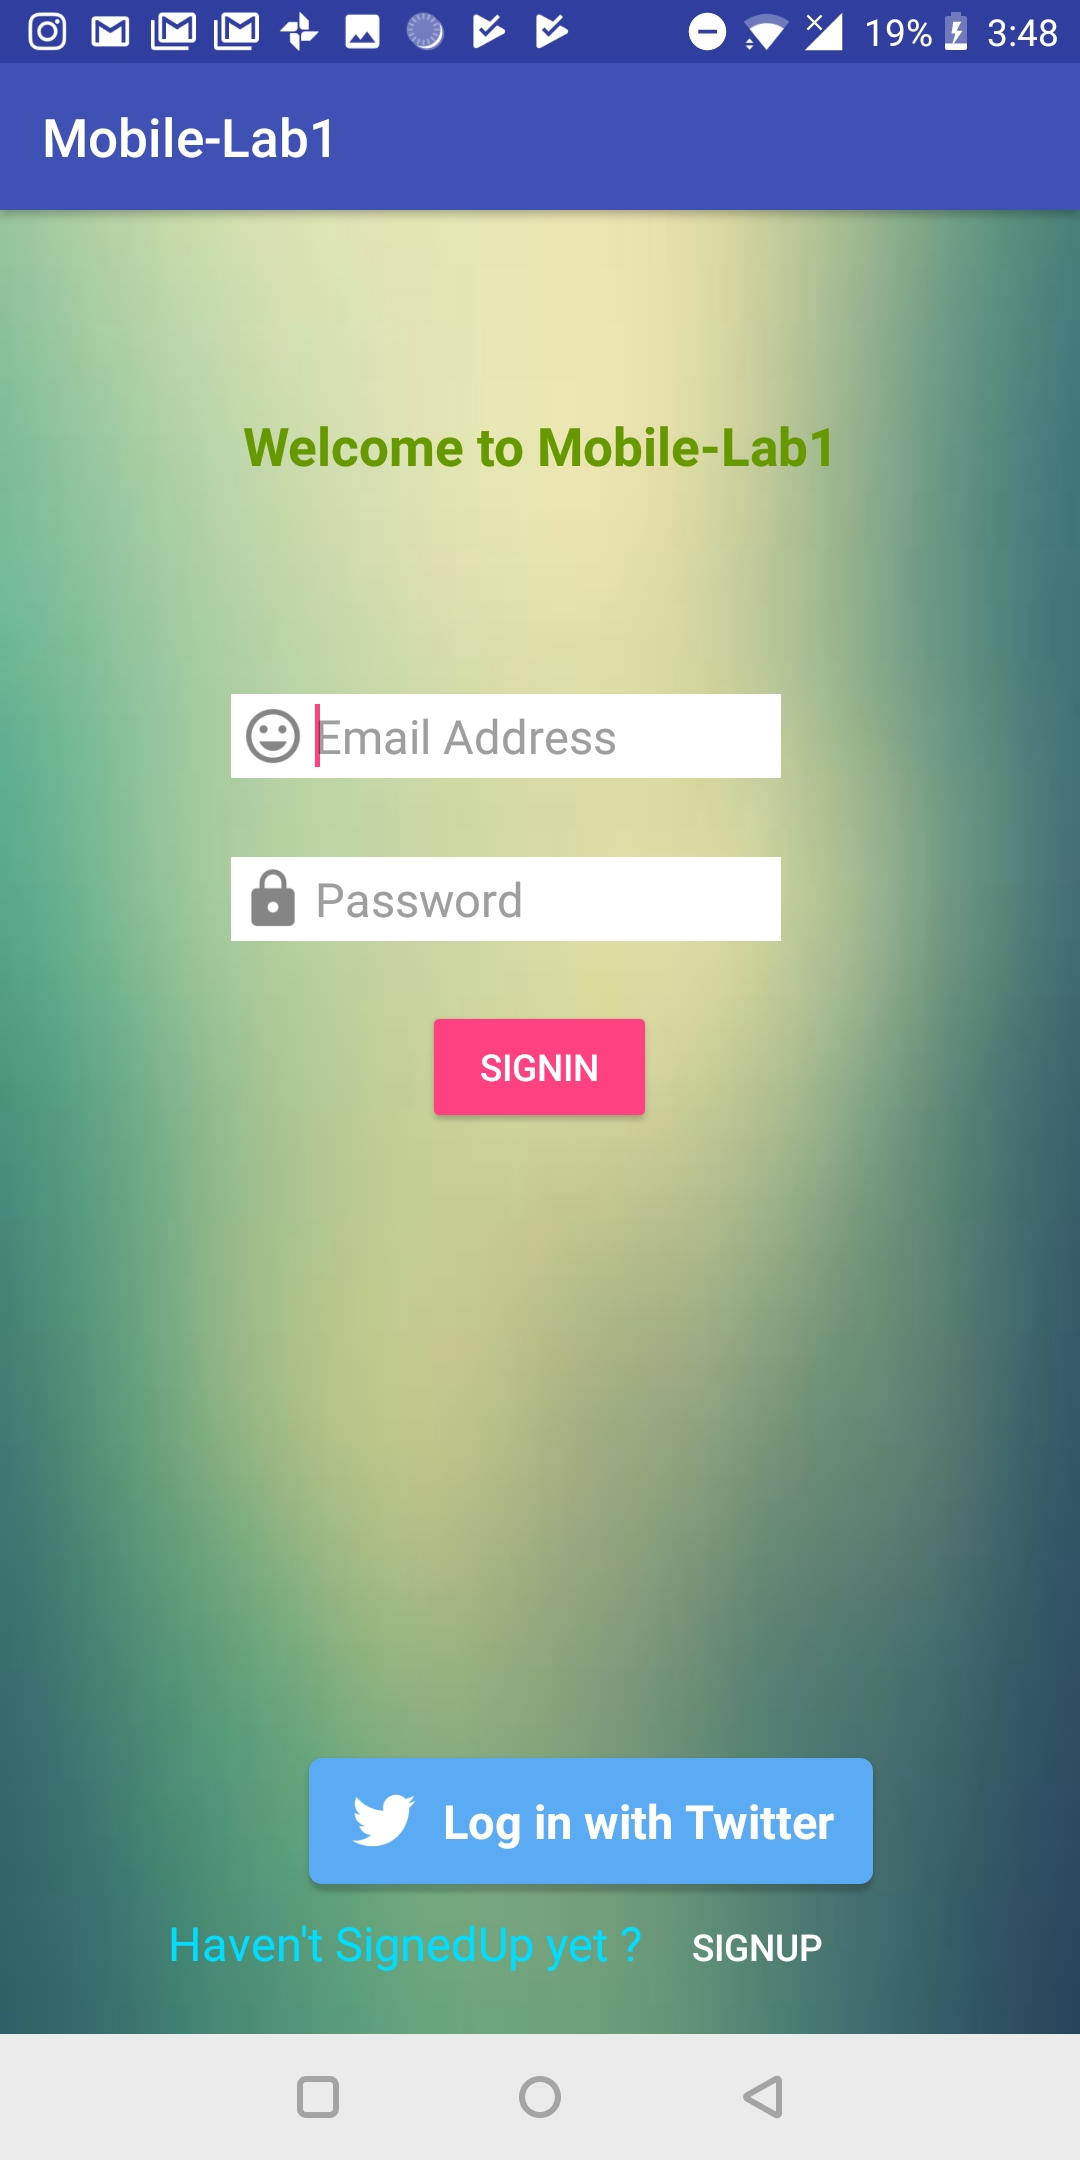 19% 3:48
Mobile-Lab1
Welcome to Mobile-Lab1
Email Address
Password
SIGNIN
Log in with Twitter
Haven't SignedUp yet ? SIGNUP